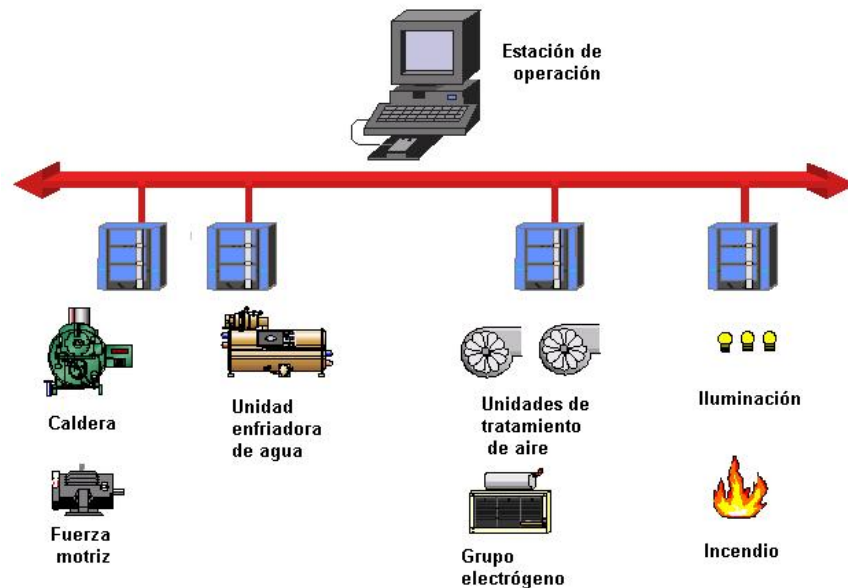 Estación de
operación
Caldera
Unidad
enfriadora
de agua
Unidades de
tratamiento
de aire
Iluminación
Fuerza
motriz
Grupo
electrógeno
Incendio